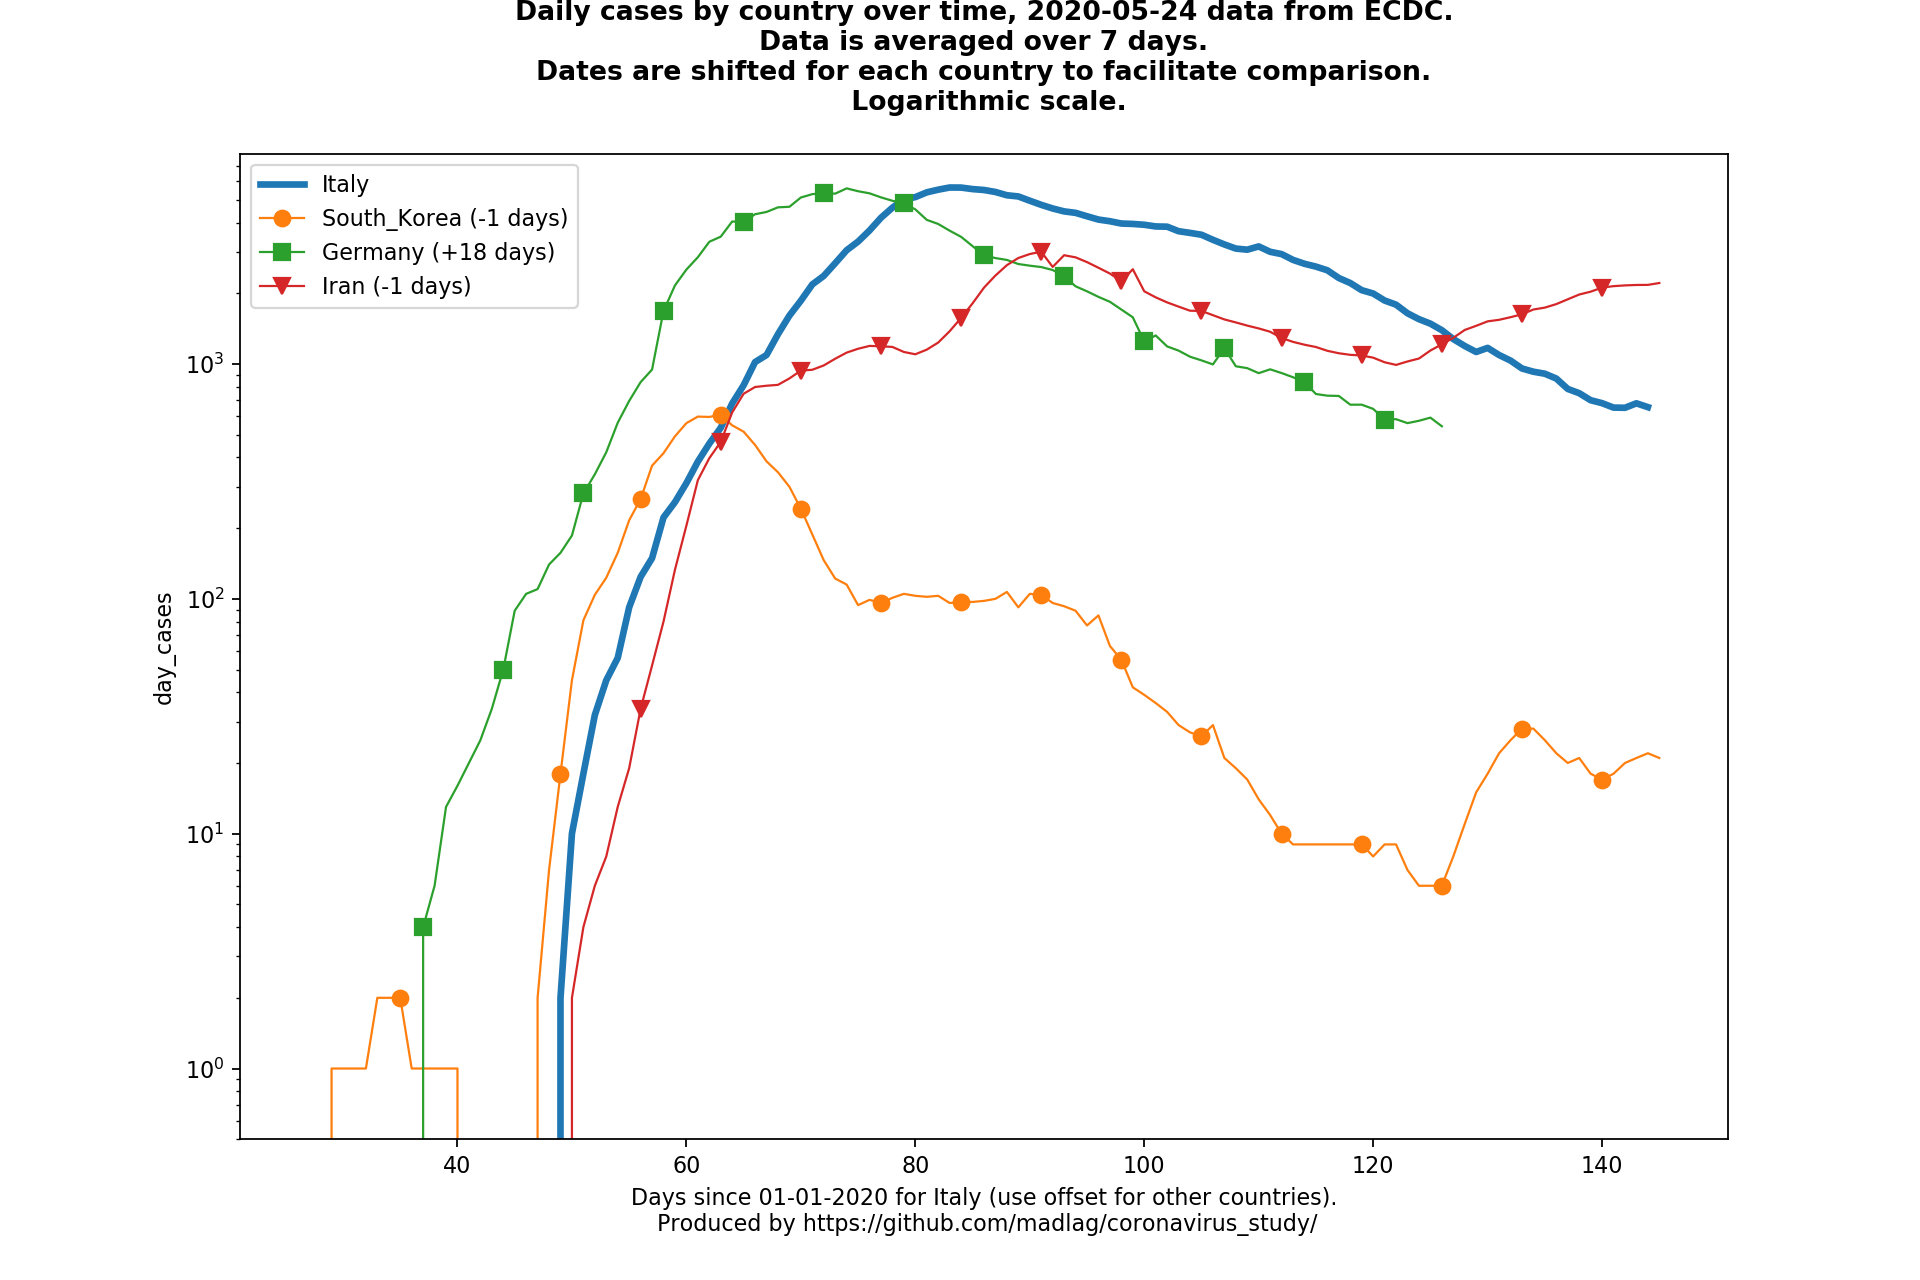 Daily cases by country over time, 2020-05-24 data from ECDC.
Data is averaged over 7 days.
Dates are shifted for each country to facilitate comparison.
Logarithmic scale.
Italy
South_Korea (-1 days)
Germany (+18 days)
Iran (-1 days)
day_cases
10³
10²
10¹
10⁰
40 60 80 100 120 140
Days since 01-01-2020 for Italy (use offset for other countries).
Produced by https://github.com/madlag/coronavirus_study/